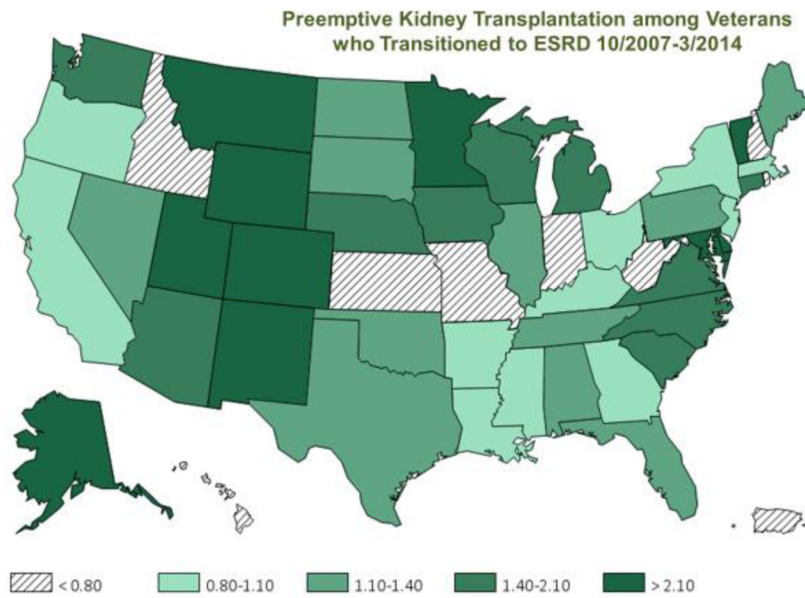 Preemptive Kidney Transplantation among Veterans
who Transitioned to ESRD 10/2007-3/2014
< 0.80
0.80-1.10
1.10-1.40
1.40-2.10
> 2.10